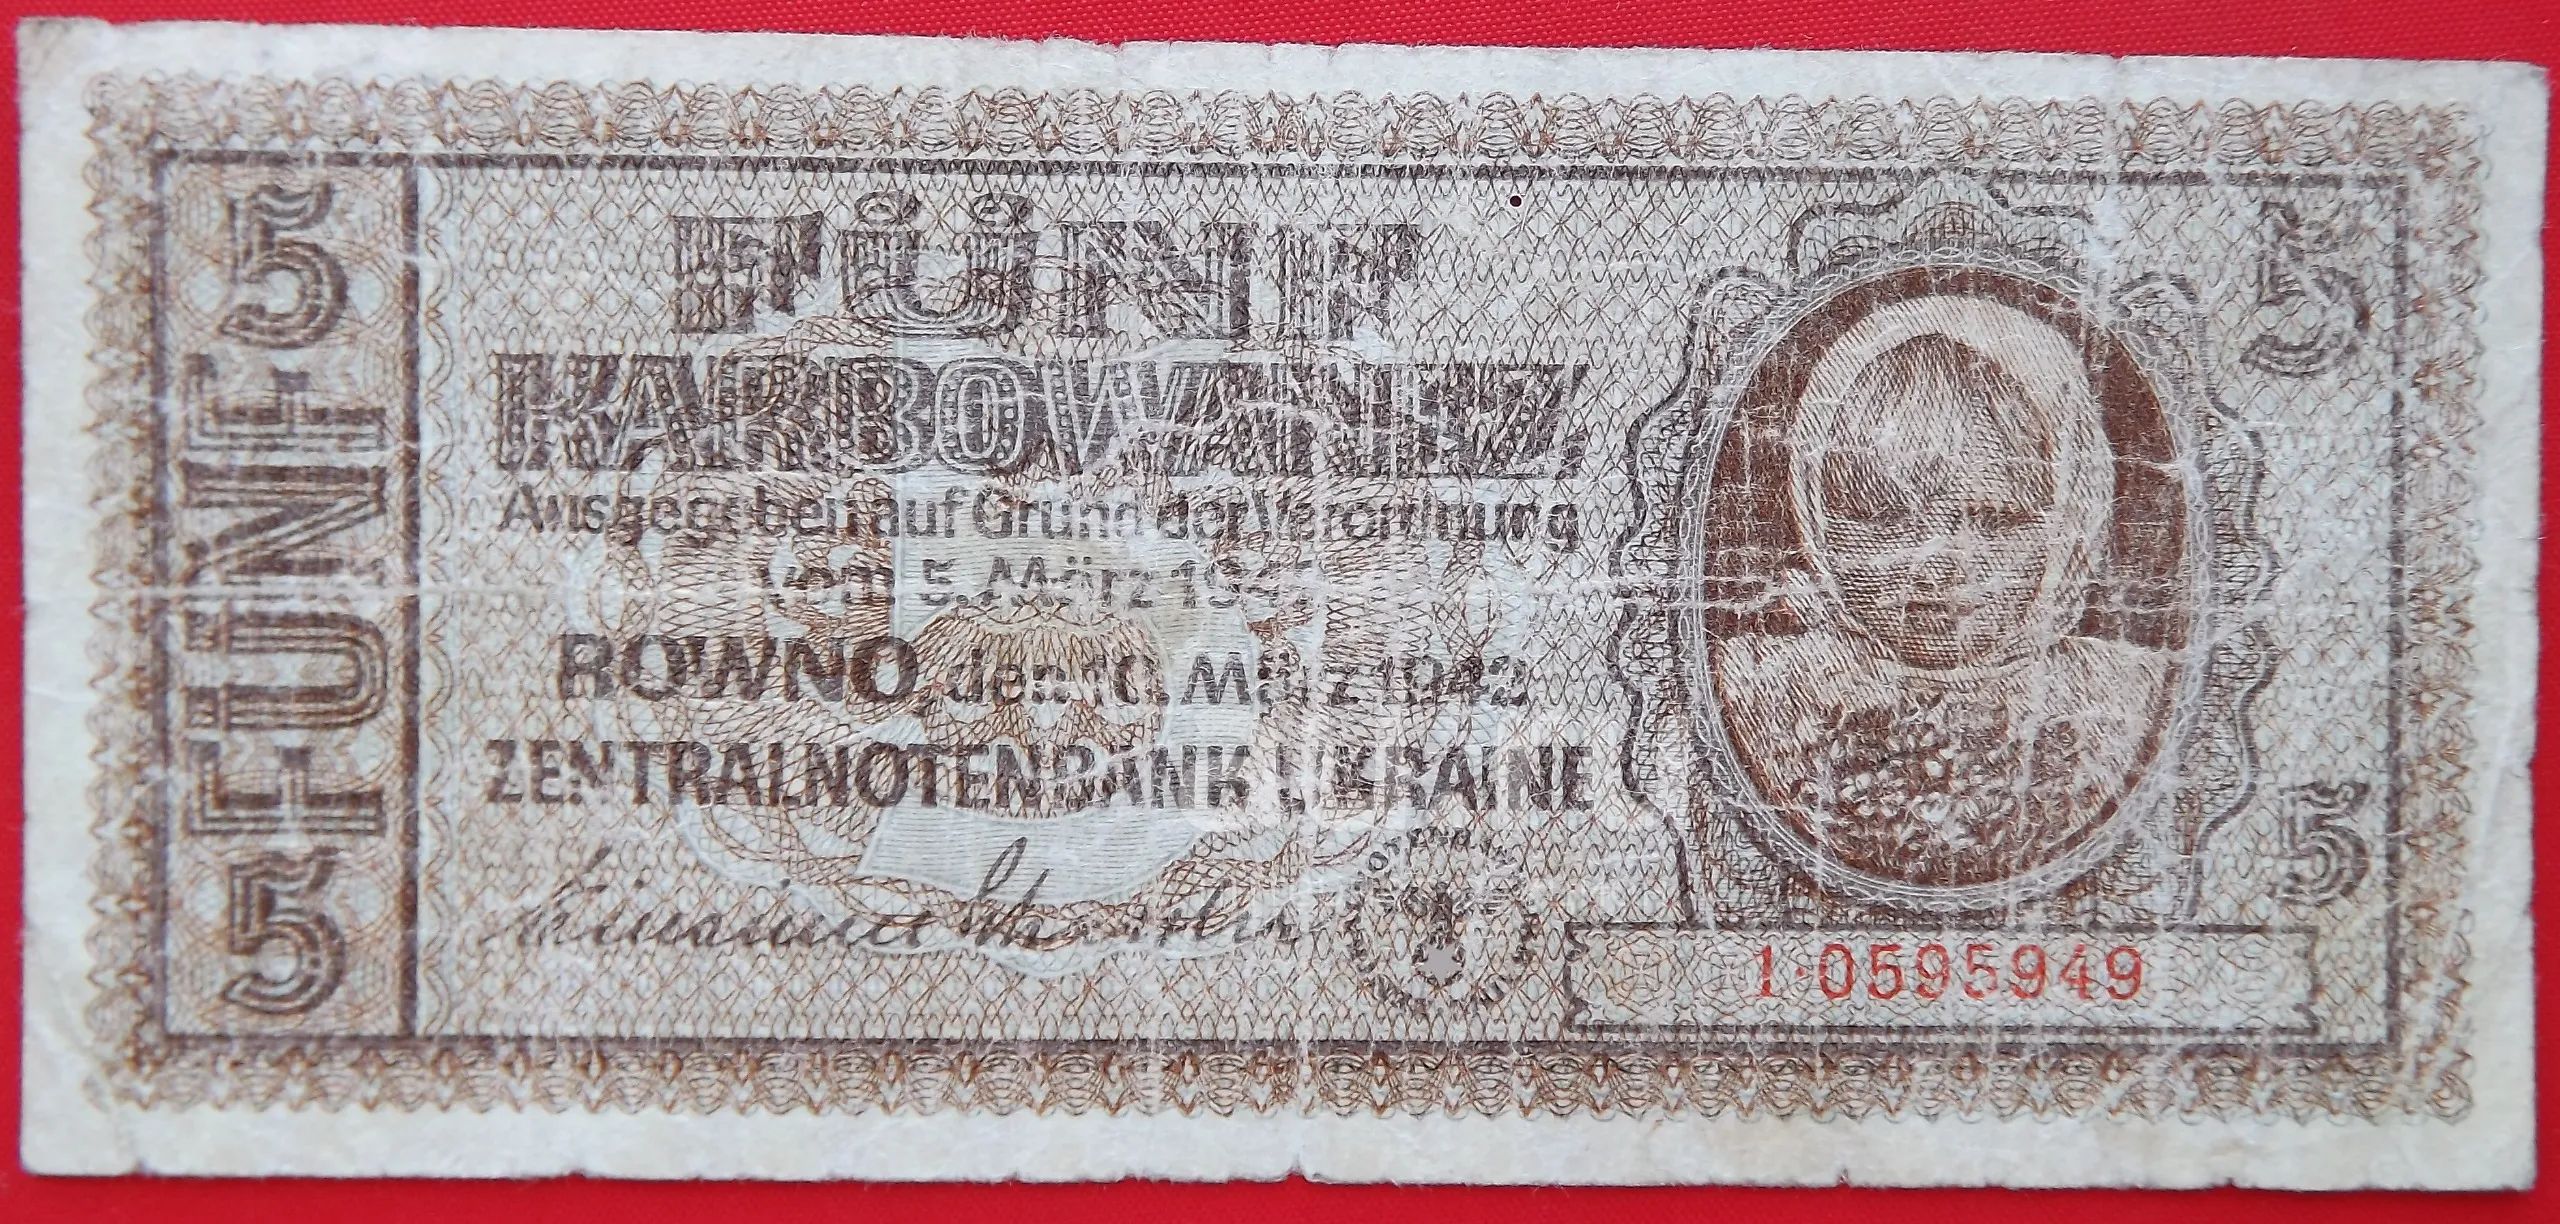 5 FÜNF 5
FÜNF
KARBOWANEZ
Ausgegeben auf Grund der Verordnung
vom 5. März 1942
ROWNO den 10. März 1942
ZENTRALNOTENBANK UKRAINE
5
5
1·0595949